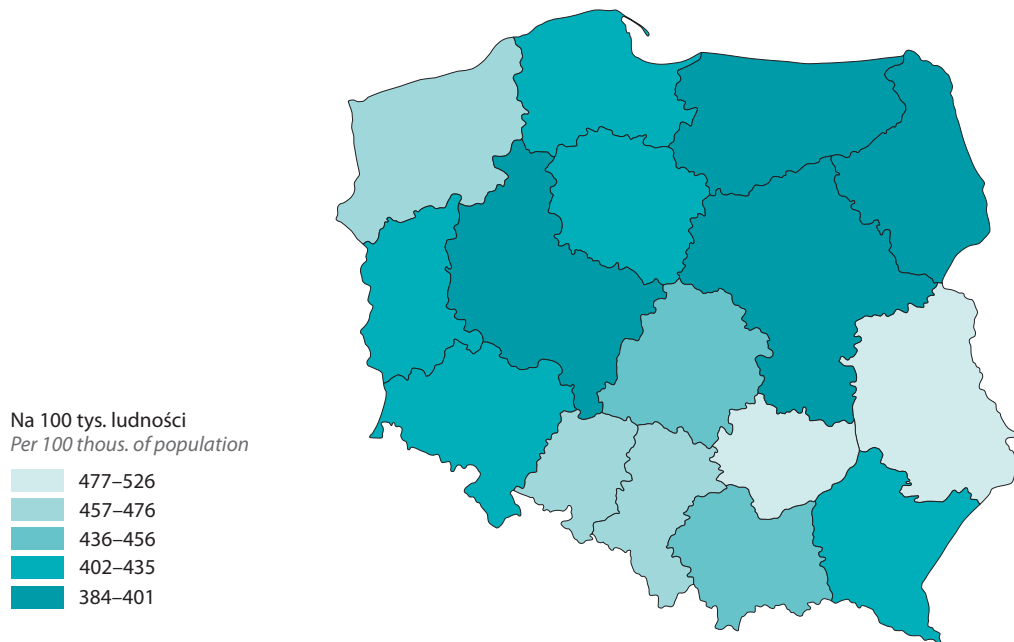 Na 100 tys. ludności
Per 100 thous. of population
477–526
457–476
436–456
402–435
384–401